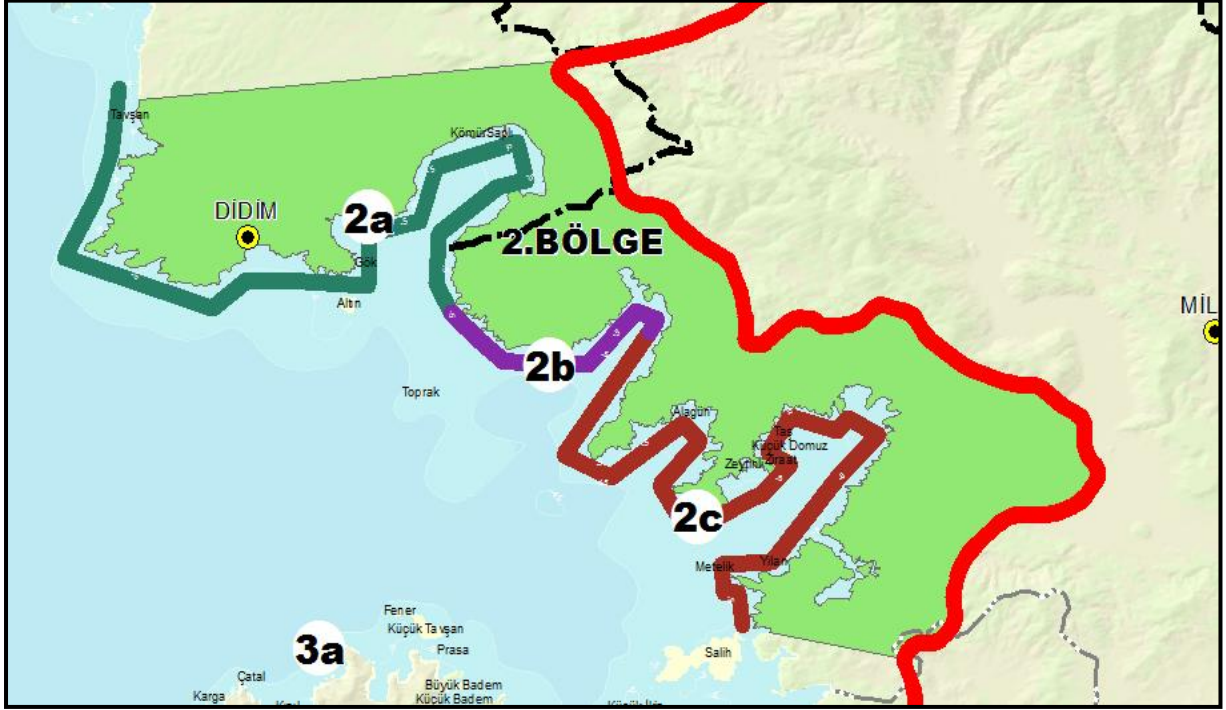 Tavşan
KömürSaplı
DİDİM
2a
2.BÖLGE
Gök
Altın
MİL
2b
Toprak
Alagün
Taş
Küçük Domuz
Zeytinli
Ziraat
2c
Metelik
Yılan
Fener
Küçük Tavşan
3a
Prasa
Salih
Çatal
Büyük Badem
Karga
Küçük Badem